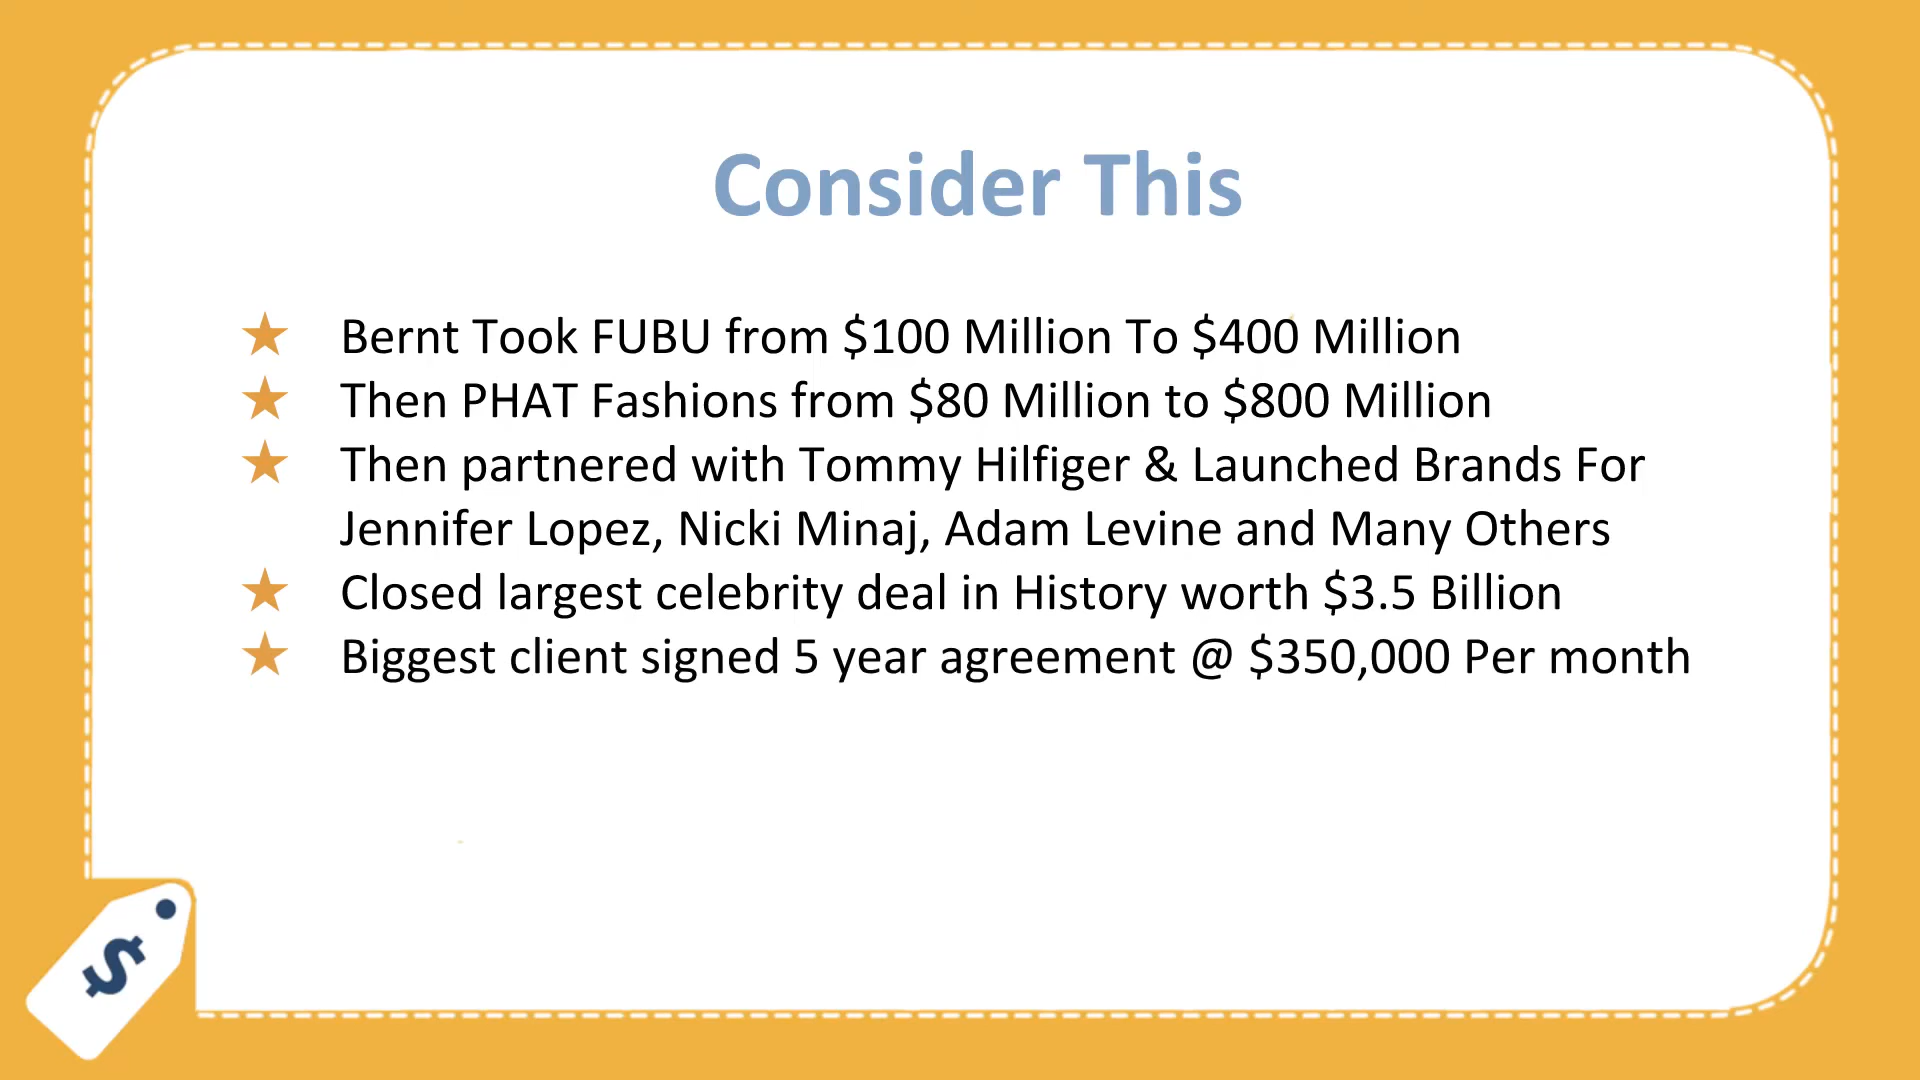 Consider This
★ Bernt Took FUBU from $100 Million To $400 Million
★ Then PHAT Fashions from $80 Million to $800 Million
★ Then partnered with Tommy Hilfiger & Launched Brands For
Jennifer Lopez, Nicki Minaj, Adam Levine and Many Others
★ Closed largest celebrity deal in History worth $3.5 Billion
★ Biggest client signed 5 year agreement @ $350,000 Per month
$